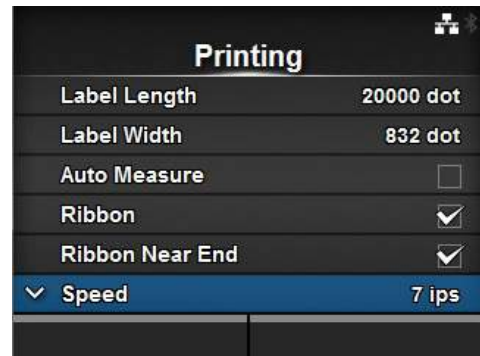 Printing
Label Length 20000 dot
Label Width 832 dot
Auto Measure
Ribbon
Ribbon Near End
Speed 7 ips